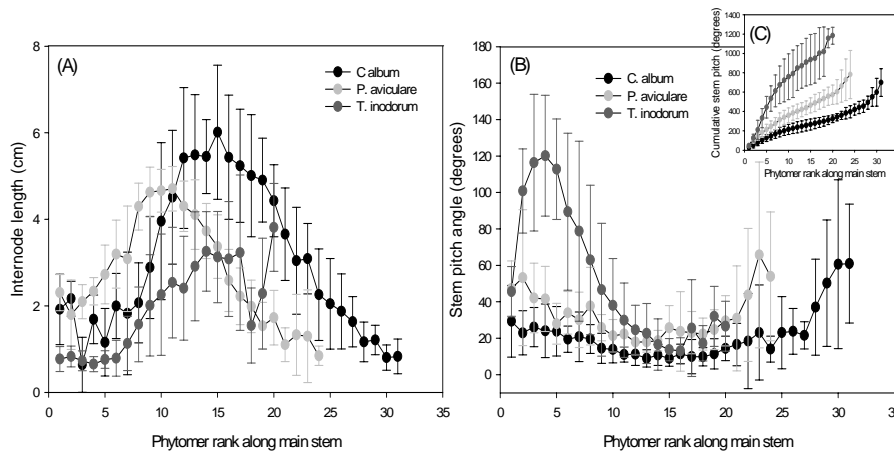 (A)
C album
P. aviculare
T. inodorum
Internode length (cm)
8
6
4
2
0
0 5 10 15 20 25 30 35
Phytomer rank along main stem
(B)
C. album
P. aviculare
T. inodorum
Stem pitch angle (degrees)
180
160
140
120
100
80
60
40
20
0
0 5 10 15 20 25 30 35
Phytomer rank along main stem
(C)
Cumulative stem pitch (degrees)
1400
1200
1000
800
600
400
200
0
0 5 10 15 20 25 30 35
Phytomer rank along main stem